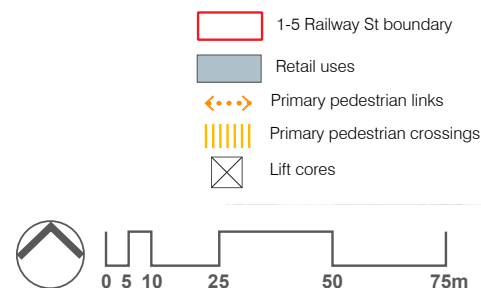 1-5 Railway St boundary
Retail uses
Primary pedestrian links
Primary pedestrian crossings
Lift cores
0 5 10 25 50 75m